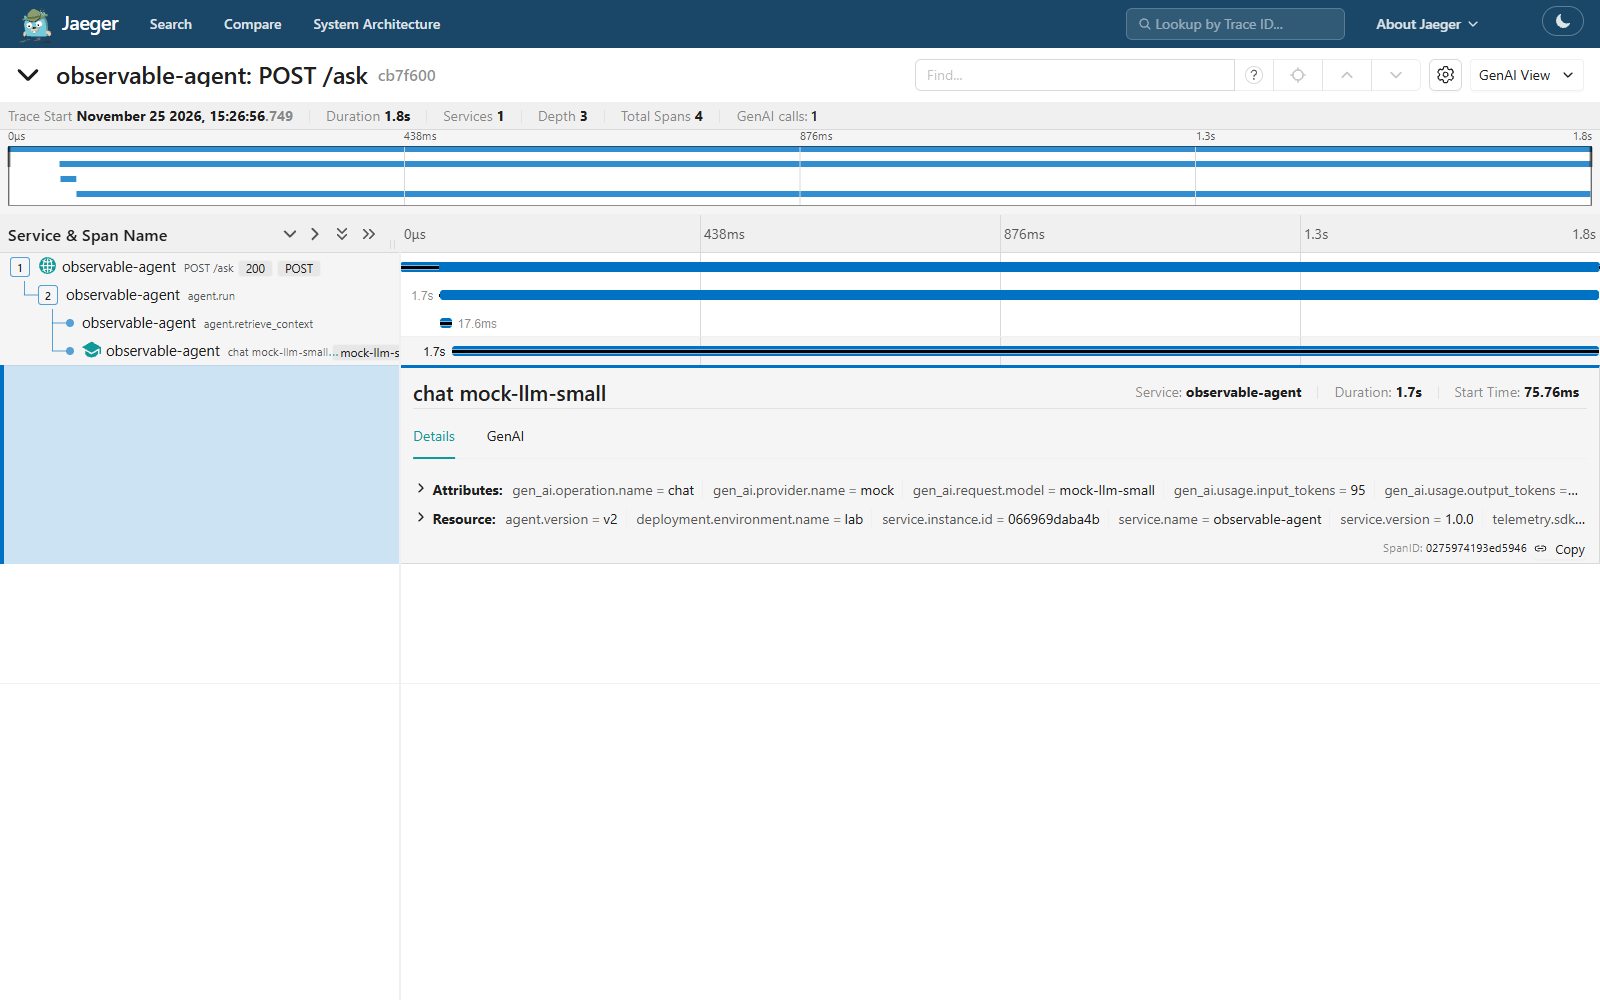 Jaeger Search Compare System Architecture Lookup by Trace ID... About Jaeger
observable-agent: POST /ask cb7f600 Find... ? GenAI View
Trace Start November 25 2026, 15:26:56.749 Duration 1.8s Services 1 Depth 3 Total Spans 4 GenAI calls: 1
0μs 438ms 876ms 1.3s 1.8s
Service & Span Name 0μs 438ms 876ms 1.3s 1.8s
1 observable-agent POST /ask 200 POST
2 observable-agent agent.run 1.7s
observable-agent agent.retrieve_context 17.6ms
observable-agent chat mock-llm-small... mock-llm-s 1.7s
chat mock-llm-small Service: observable-agent Duration: 1.7s Start Time: 75.76ms
Details GenAI
Attributes: gen_ai.operation.name = chat gen_ai.provider.name = mock gen_ai.request.model = mock-llm-small gen_ai.usage.input_tokens = 95 gen_ai.usage.output_tokens =...
Resource: agent.version = v2 deployment.environment.name = lab service.instance.id = 066969daba4b service.name = observable-agent service.version = 1.0.0 telemetry.sdk...
SpanID: 0275974193ed5946 Copy